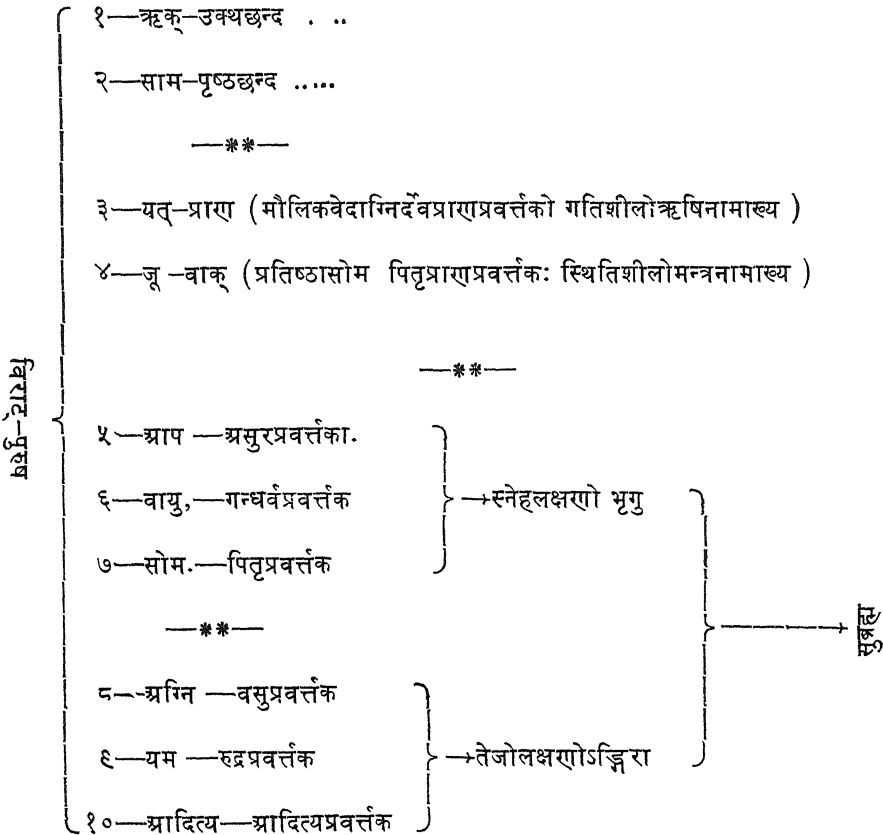 १—ऋक्-उक्थछन्द . ..
२—साम-पृष्ठछन्द .....
—**—
३—यत्-प्राण (मौलिकवेदाग्निर्देवप्राणप्रवर्त्तको गतिशीलोऋषिनामाख्य )
४—जू -वाक् (प्रतिष्ठासोम पितृप्राणप्रवर्त्तकः स्थितिशीलोमन्त्रनामाख्य )
—**—
विराट्-पुरुष
५—आप —असुरप्रवर्त्तका.
६—वायु,—गन्धर्वप्रवर्त्तक →स्नेहलक्षणो भृगु
७—सोम.—पितृप्रवर्त्तक
—**—
सुब्रह्म
८—-अग्नि —वसुप्रवर्त्तक
९—यम —रुद्रप्रवर्त्तक →तेजोलक्षणोऽङ्गिरा
१०—आदित्य—आदित्यप्रवर्त्तक